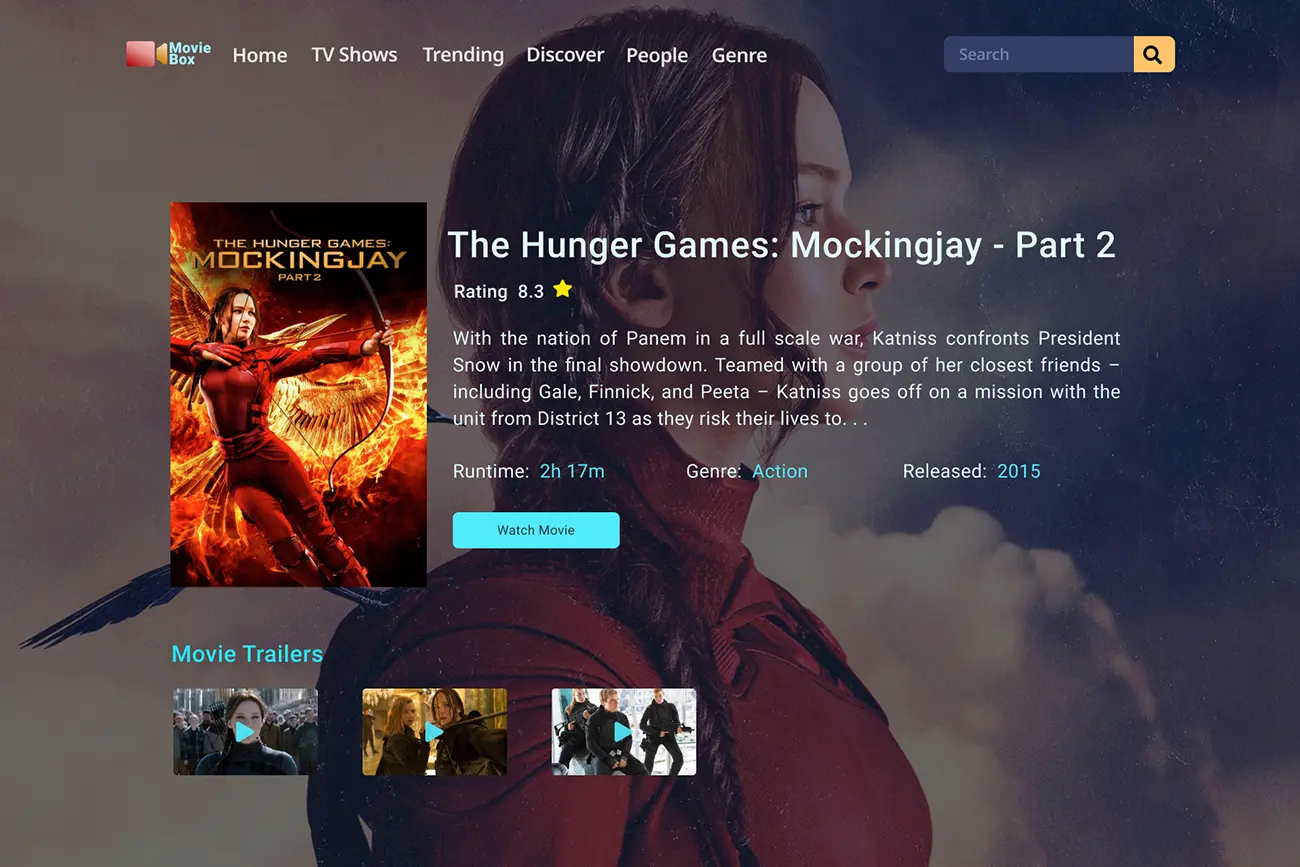 Movie
Box
Home TV Shows Trending Discover People Genre
Search
THE HUNGER GAMES:
MOCKINGJAY
PART 2
The Hunger Games: Mockingjay - Part 2
Rating 8.3
With the nation of Panem in a full scale war, Katniss confronts President
Snow in the final showdown. Teamed with a group of her closest friends –
including Gale, Finnick, and Peeta – Katniss goes off on a mission with the
unit from District 13 as they risk their lives to. . .
Runtime: 2h 17m Genre: Action Released: 2015
Watch Movie
Movie Trailers